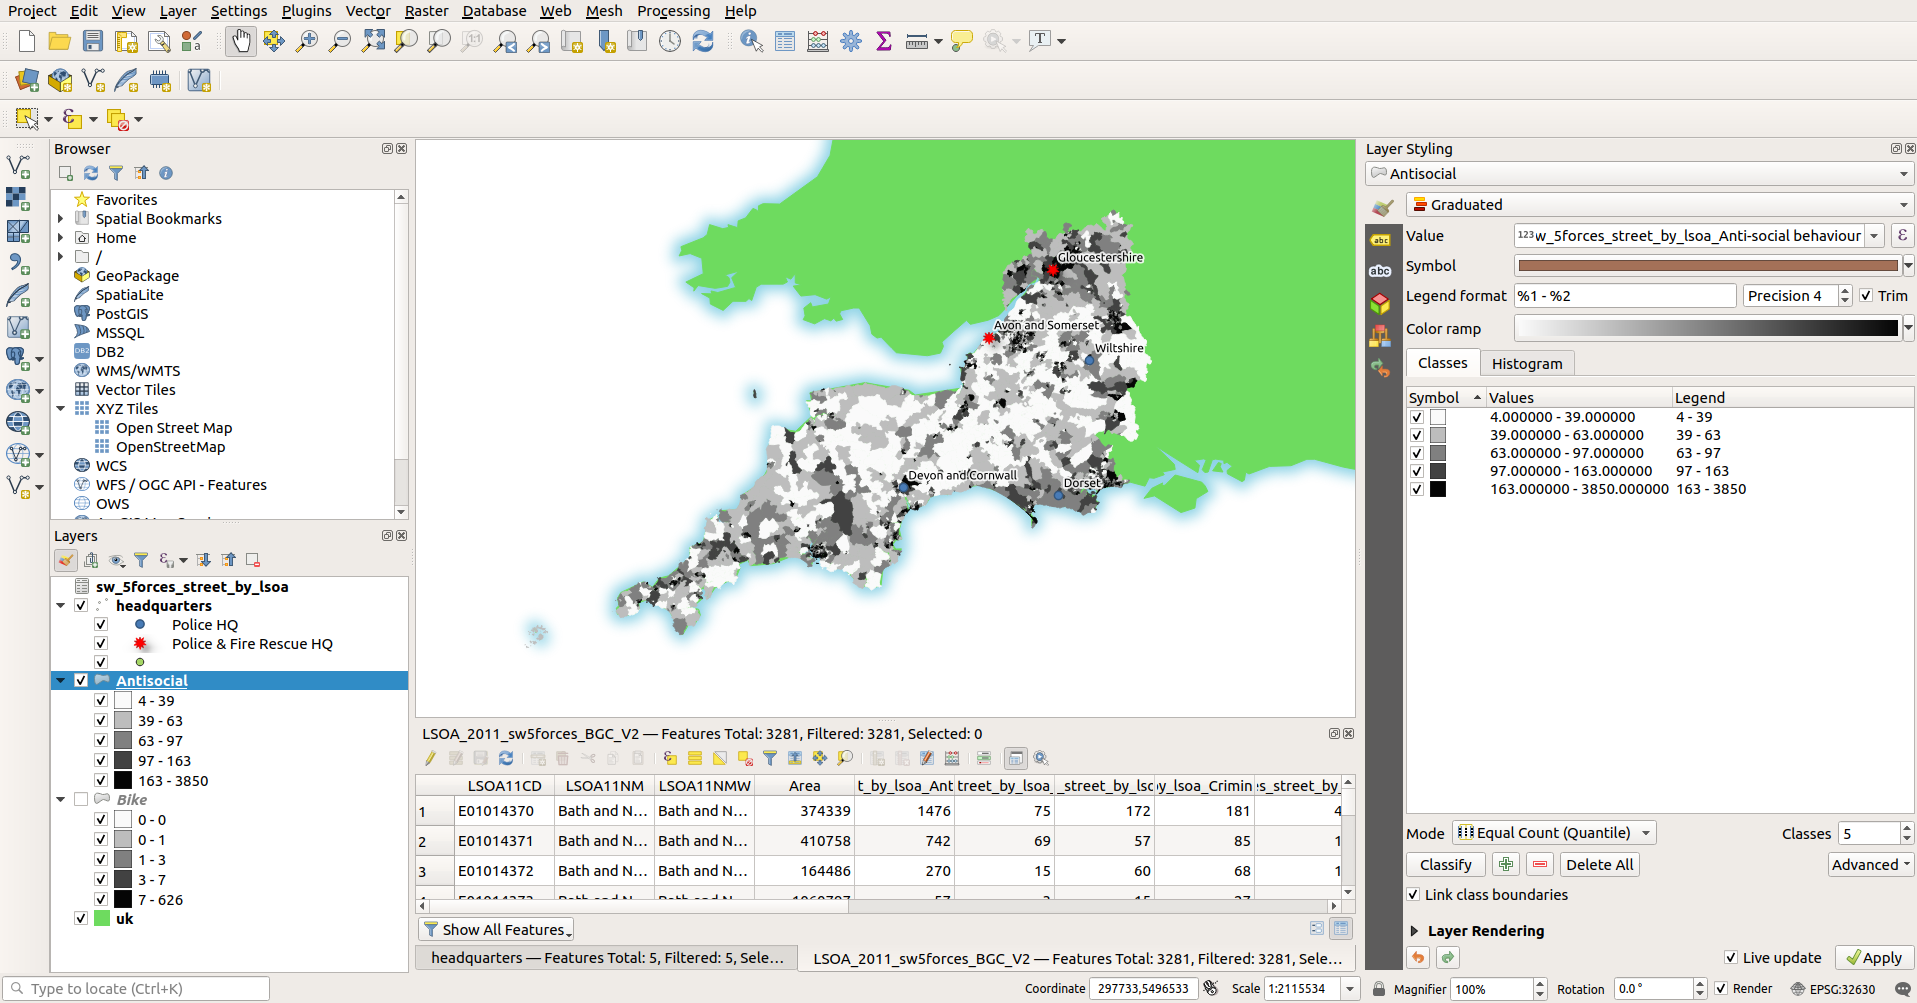 Project Edit View Layer Settings Plugins Vector Raster Database Web Mesh Processing Help
Browser
Favorites
Spatial Bookmarks
Home
/
GeoPackage
SpatiaLite
PostGIS
MSSQL
DB2
WMS/WMTS
Vector Tiles
XYZ Tiles
Open Street Map
OpenStreetMap
WCS
WFS / OGC API - Features
OWS
Layers
sw_5forces_street_by_lsoa
headquarters
Police HQ
Police & Fire Rescue HQ
Antisocial
4 - 39
39 - 63
63 - 97
97 - 163
163 - 3850
Bike
0 - 0
0 - 1
1 - 3
3 - 7
7 - 626
uk
Gloucestershire
Avon and Somerset
Wiltshire
Devon and Cornwall
Dorset
LSOA_2011_sw5forces_BGC_V2 — Features Total: 3281, Filtered: 3281, Selected: 0
LSOA11CD LSOA11NM LSOA11NMW Area t_by_lsoa_Ant treet_by_lsoa_ _street_by_lsc y_lsoa_Crimin s_street_by_
1 E01014370 Bath and N... Bath and N... 374339 1476 75 172 181 4
2 E01014371 Bath and N... Bath and N... 410758 742 69 57 85 1
3 E01014372 Bath and N... Bath and N... 164486 270 15 60 68 1
Show All Features
headquarters — Features Total: 5, Filtered: 5, Sele...
LSOA_2011_sw5forces_BGC_V2 — Features Total: 3281, Filtered: 3281, Sele...
Layer Styling
Antisocial
Graduated
Value 123 w_5forces_street_by_lsoa_Anti-social behaviour ε
Symbol
Legend format %1 - %2 Precision 4 Trim
Color ramp
Classes Histogram
Symbol Values Legend
4.000000 - 39.000000 4 - 39
39.000000 - 63.000000 39 - 63
63.000000 - 97.000000 63 - 97
97.000000 - 163.000000 97 - 163
163.000000 - 3850.000000 163 - 3850
Mode Equal Count (Quantile) Classes 5
Classify Delete All Advanced
Link class boundaries
Layer Rendering
Live update Apply
Type to locate (Ctrl+K) Coordinate 297733,5496533 Scale 1:2115534 Magnifier 100% Rotation 0.0 ° Render EPSG:32630